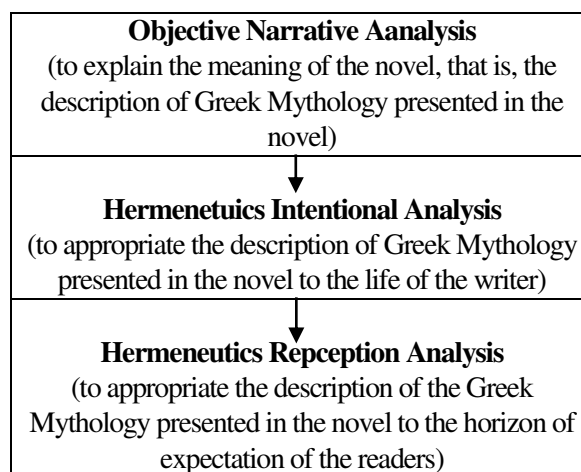 Objective Narrative Aanalysis
(to explain the meaning of the novel, that is, the
description of Greek Mythology presented in the
novel)
Hermenetuics Intentional Analysis
(to appropriate the description of Greek Mythology
presented in the novel to the life of the writer)
Hermeneutics Repception Analysis
(to appropriate the description of the Greek
Mythology presented in the novel to the horizon of
expectation of the readers)